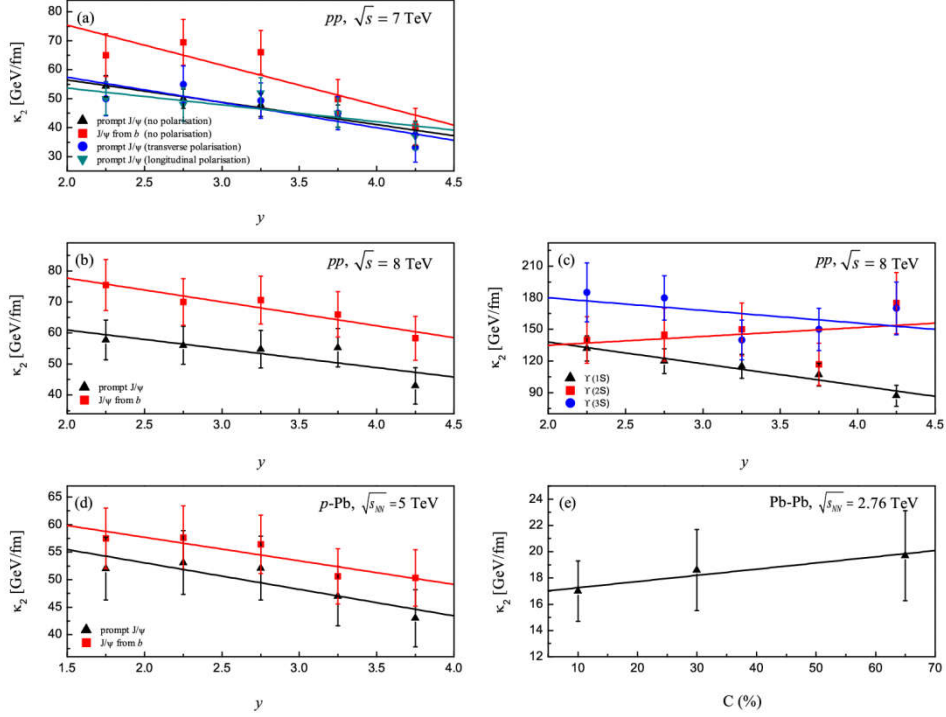 (a)
pp, √s = 7 TeV
80
70
60
50
40
30
κ₂ [GeV/fm]
prompt J/ψ (no polarisation)
J/ψ from b (no polarisation)
prompt J/ψ (transverse polarisation)
prompt J/ψ (longitudinal polarisation)
2.0 2.5 3.0 3.5 4.0 4.5
y
(b)
pp, √s = 8 TeV
90
80
70
60
50
40
κ₂ [GeV/fm]
prompt J/ψ
J/ψ from b
2.0 2.5 3.0 3.5 4.0 4.5
y
(c)
pp, √s = 8 TeV
210
180
150
120
90
κ₂ [GeV/fm]
ϒ (1S)
ϒ (2S)
ϒ (3S)
2.0 2.5 3.0 3.5 4.0 4.5
y
(d)
p-Pb, √s_NN = 5 TeV
65
60
55
50
45
40
κ₂ [GeV/fm]
prompt J/ψ
J/ψ from b
1.5 2.0 2.5 3.0 3.5 4.0
y
(e)
Pb-Pb, √s_NN = 2.76 TeV
24
22
20
18
16
14
12
κ₂ [GeV/fm]
10 20 30 40 50 60 70
C (%)